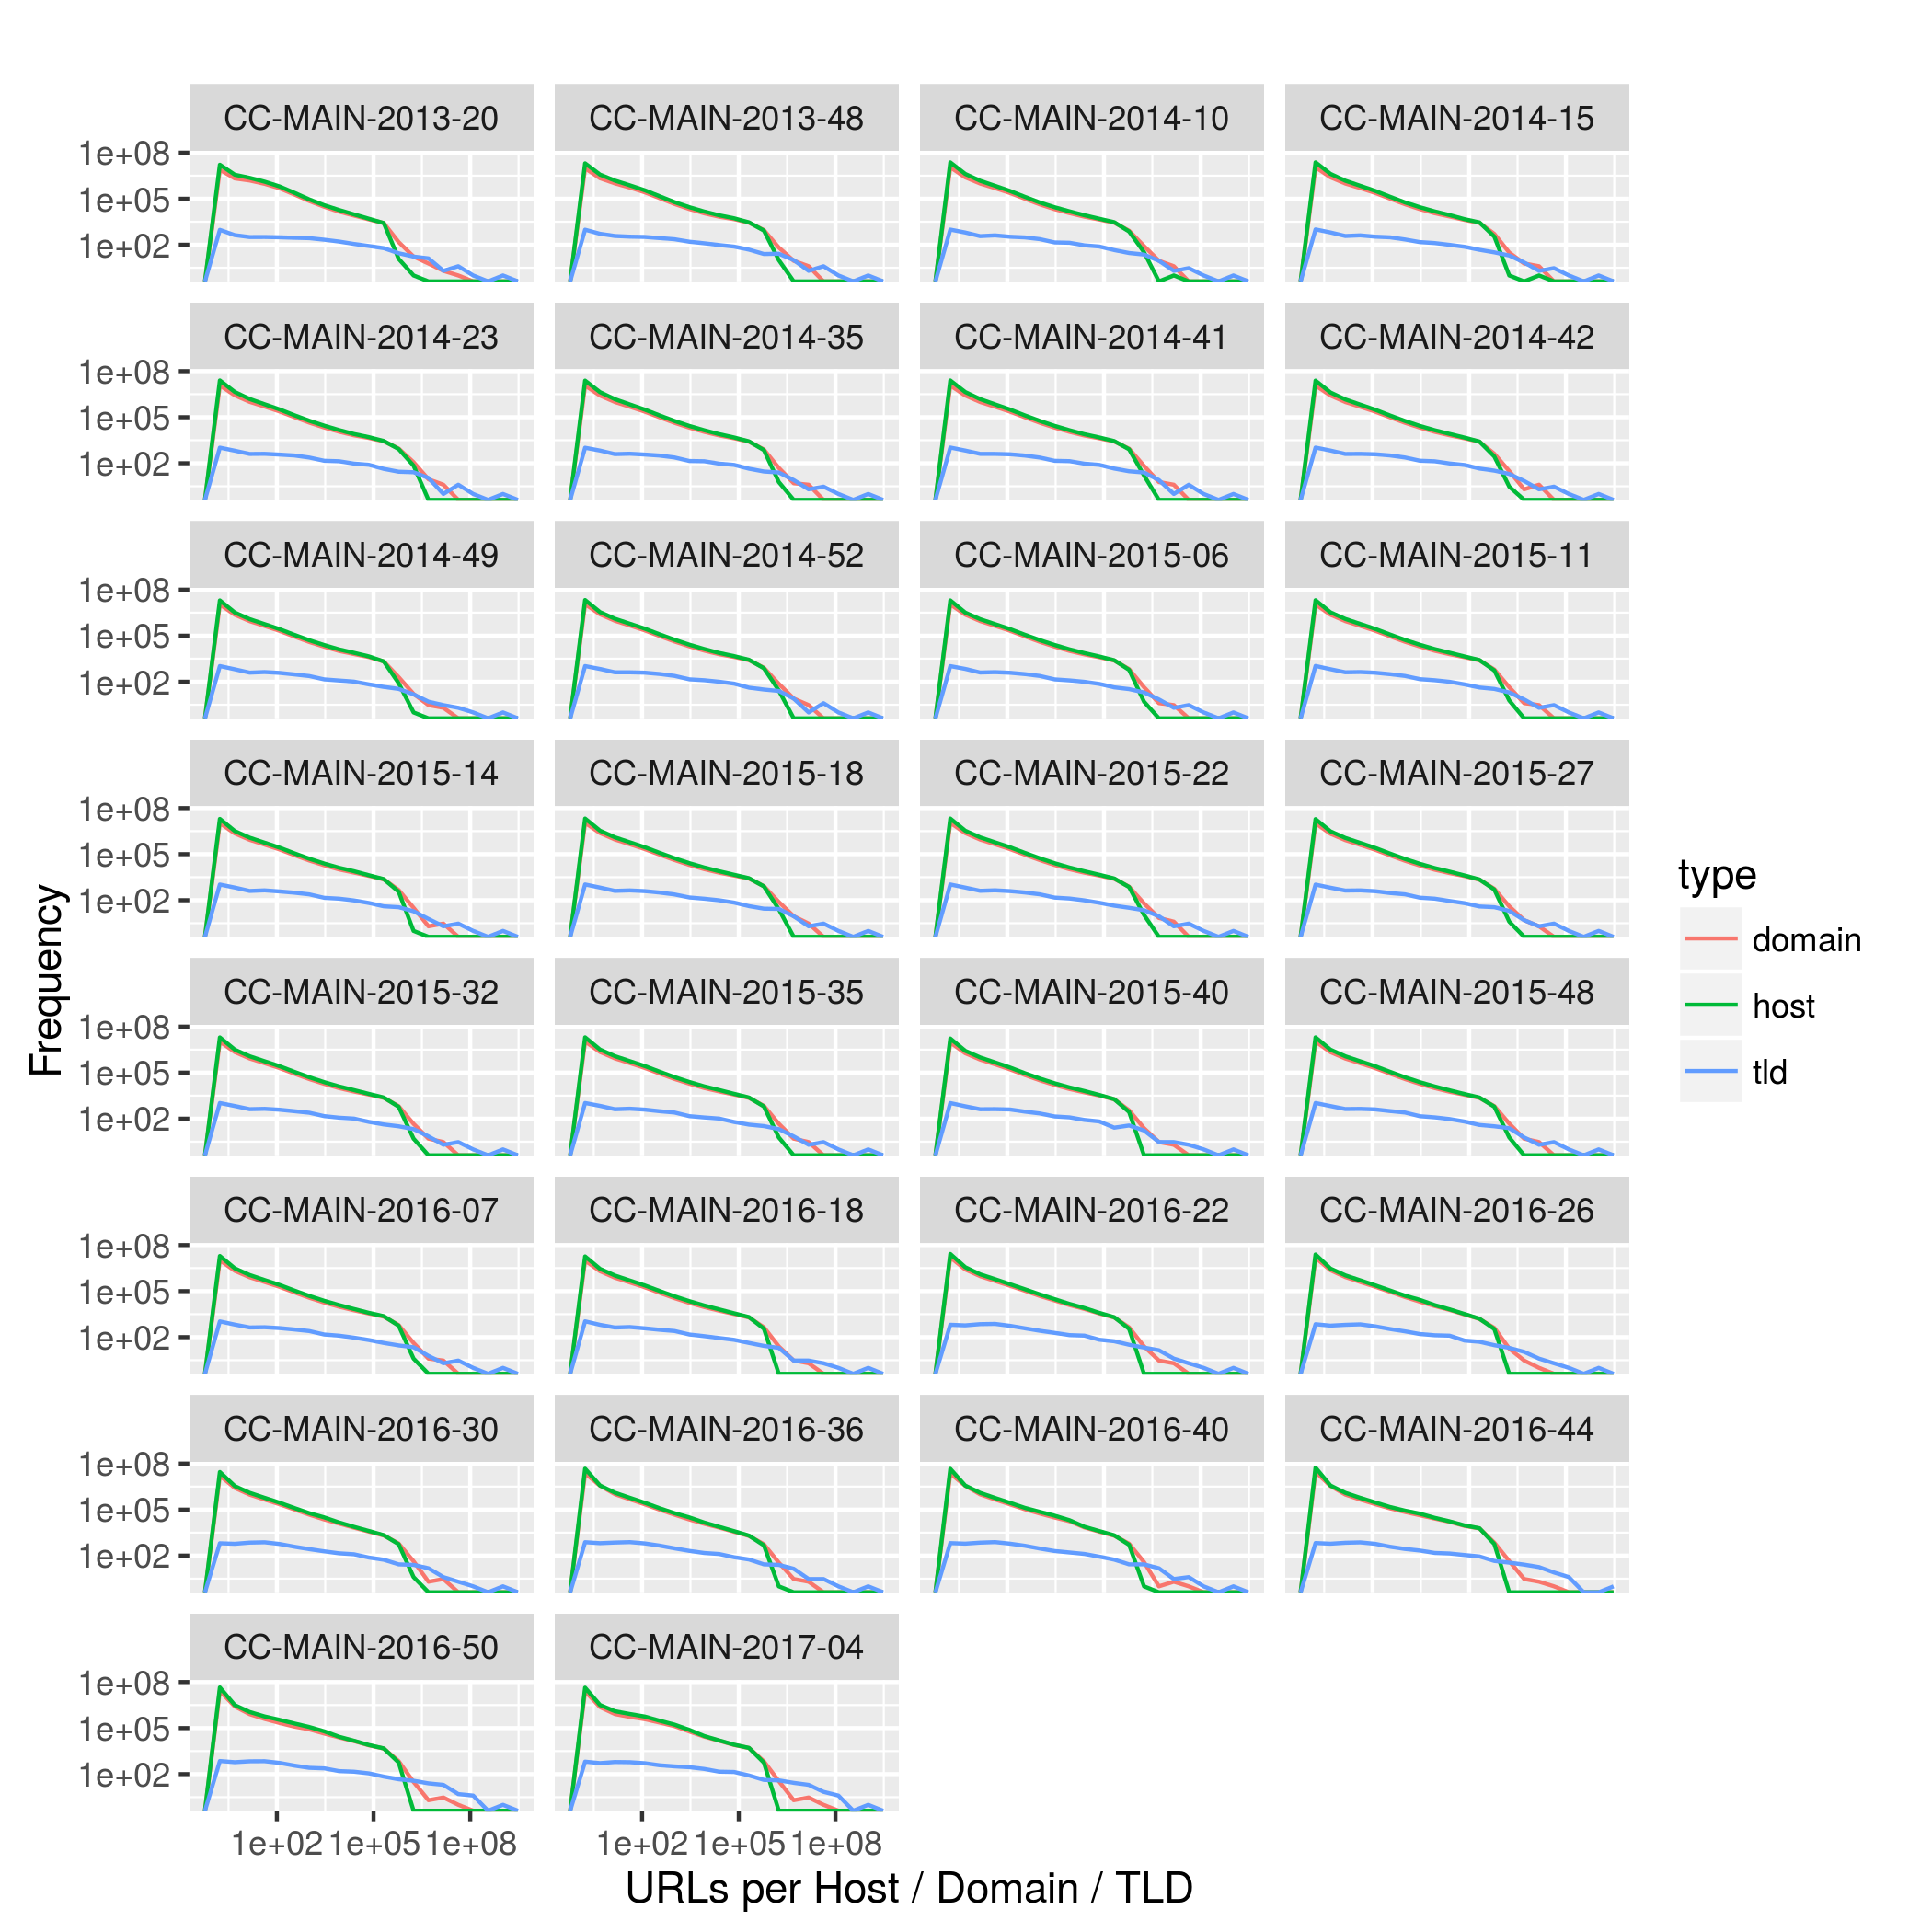 CC-MAIN-2013-20 CC-MAIN-2013-48 CC-MAIN-2014-10 CC-MAIN-2014-15
1e+08
1e+05
1e+02
CC-MAIN-2014-23 CC-MAIN-2014-35 CC-MAIN-2014-41 CC-MAIN-2014-42
1e+08
1e+05
1e+02
CC-MAIN-2014-49 CC-MAIN-2014-52 CC-MAIN-2015-06 CC-MAIN-2015-11
1e+08
1e+05
1e+02
CC-MAIN-2015-14 CC-MAIN-2015-18 CC-MAIN-2015-22 CC-MAIN-2015-27
1e+08
1e+05
1e+02
CC-MAIN-2015-32 CC-MAIN-2015-35 CC-MAIN-2015-40 CC-MAIN-2015-48
1e+08
1e+05
1e+02
CC-MAIN-2016-07 CC-MAIN-2016-18 CC-MAIN-2016-22 CC-MAIN-2016-26
1e+08
1e+05
1e+02
CC-MAIN-2016-30 CC-MAIN-2016-36 CC-MAIN-2016-40 CC-MAIN-2016-44
1e+08
1e+05
1e+02
CC-MAIN-2016-50 CC-MAIN-2017-04
1e+08
1e+05
1e+02
1e+02 1e+05 1e+08 1e+02 1e+05 1e+08
URLs per Host / Domain / TLD
Frequency
type
domain
host
tld